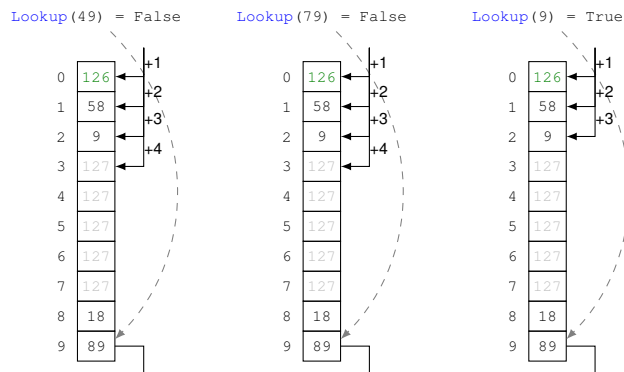 Lookup(49) = False Lookup(79) = False Lookup(9) = True
+1 +1 +1
0 126 0 126 0 126
+2 +2 +2
1 58 1 58 1 58
+3 +3 +3
2 9 2 9 2 9
+4 +4
3 127 3 127 3 127
4 127 4 127 4 127
5 127 5 127 5 127
6 127 6 127 6 127
7 127 7 127 7 127
8 18 8 18 8 18
9 89 9 89 9 89